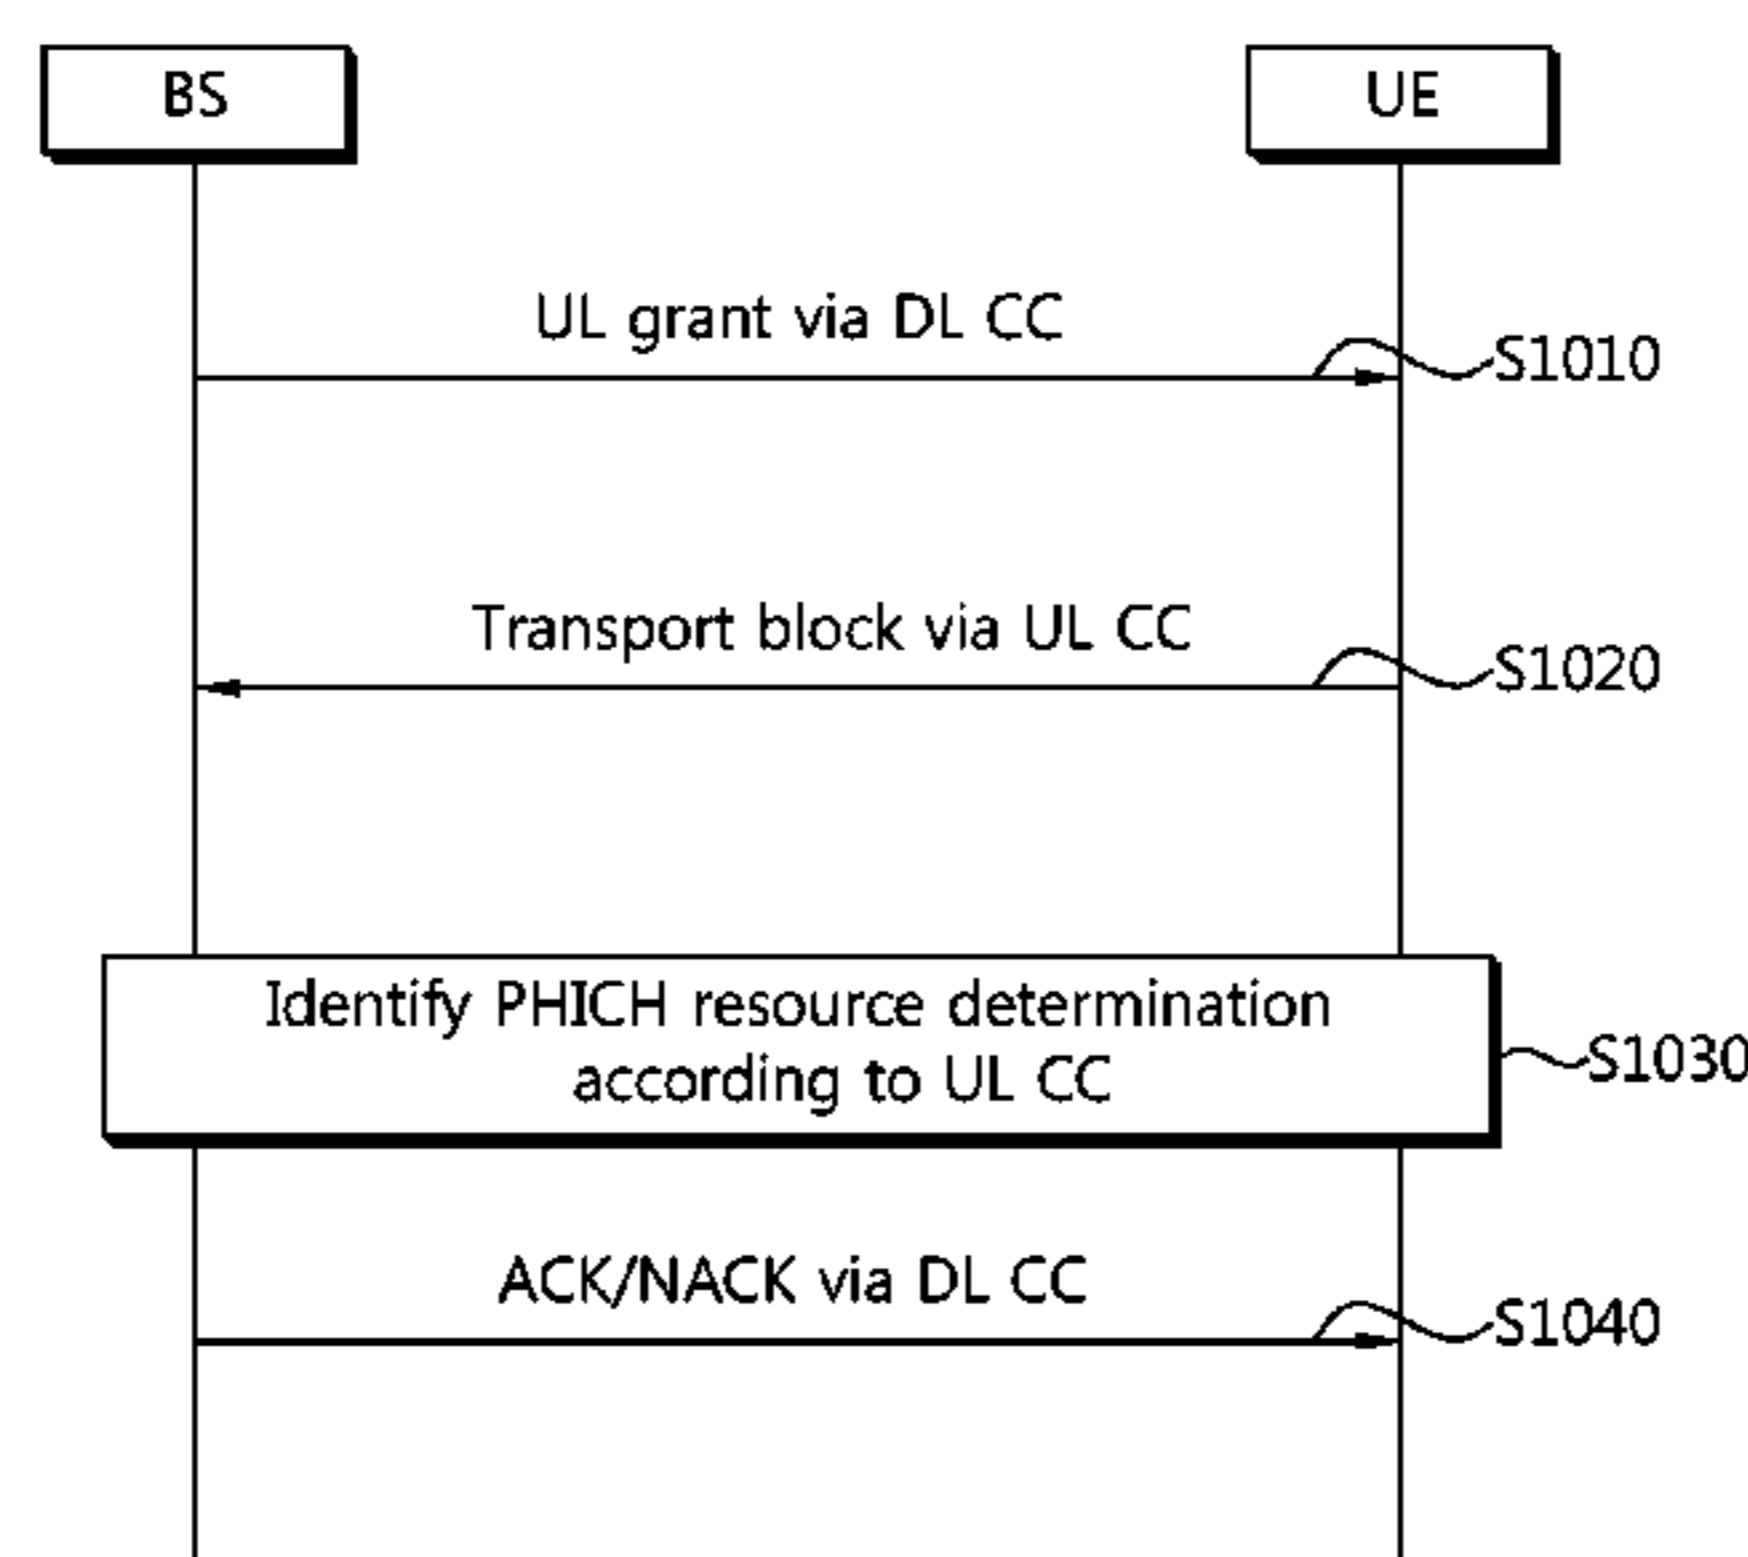 BS
UE
UL grant via DL CC
S1010
Transport block via UL CC
S1020
Identify PHICH resource determination
according to UL CC
S1030
ACK/NACK via DL CC
S1040